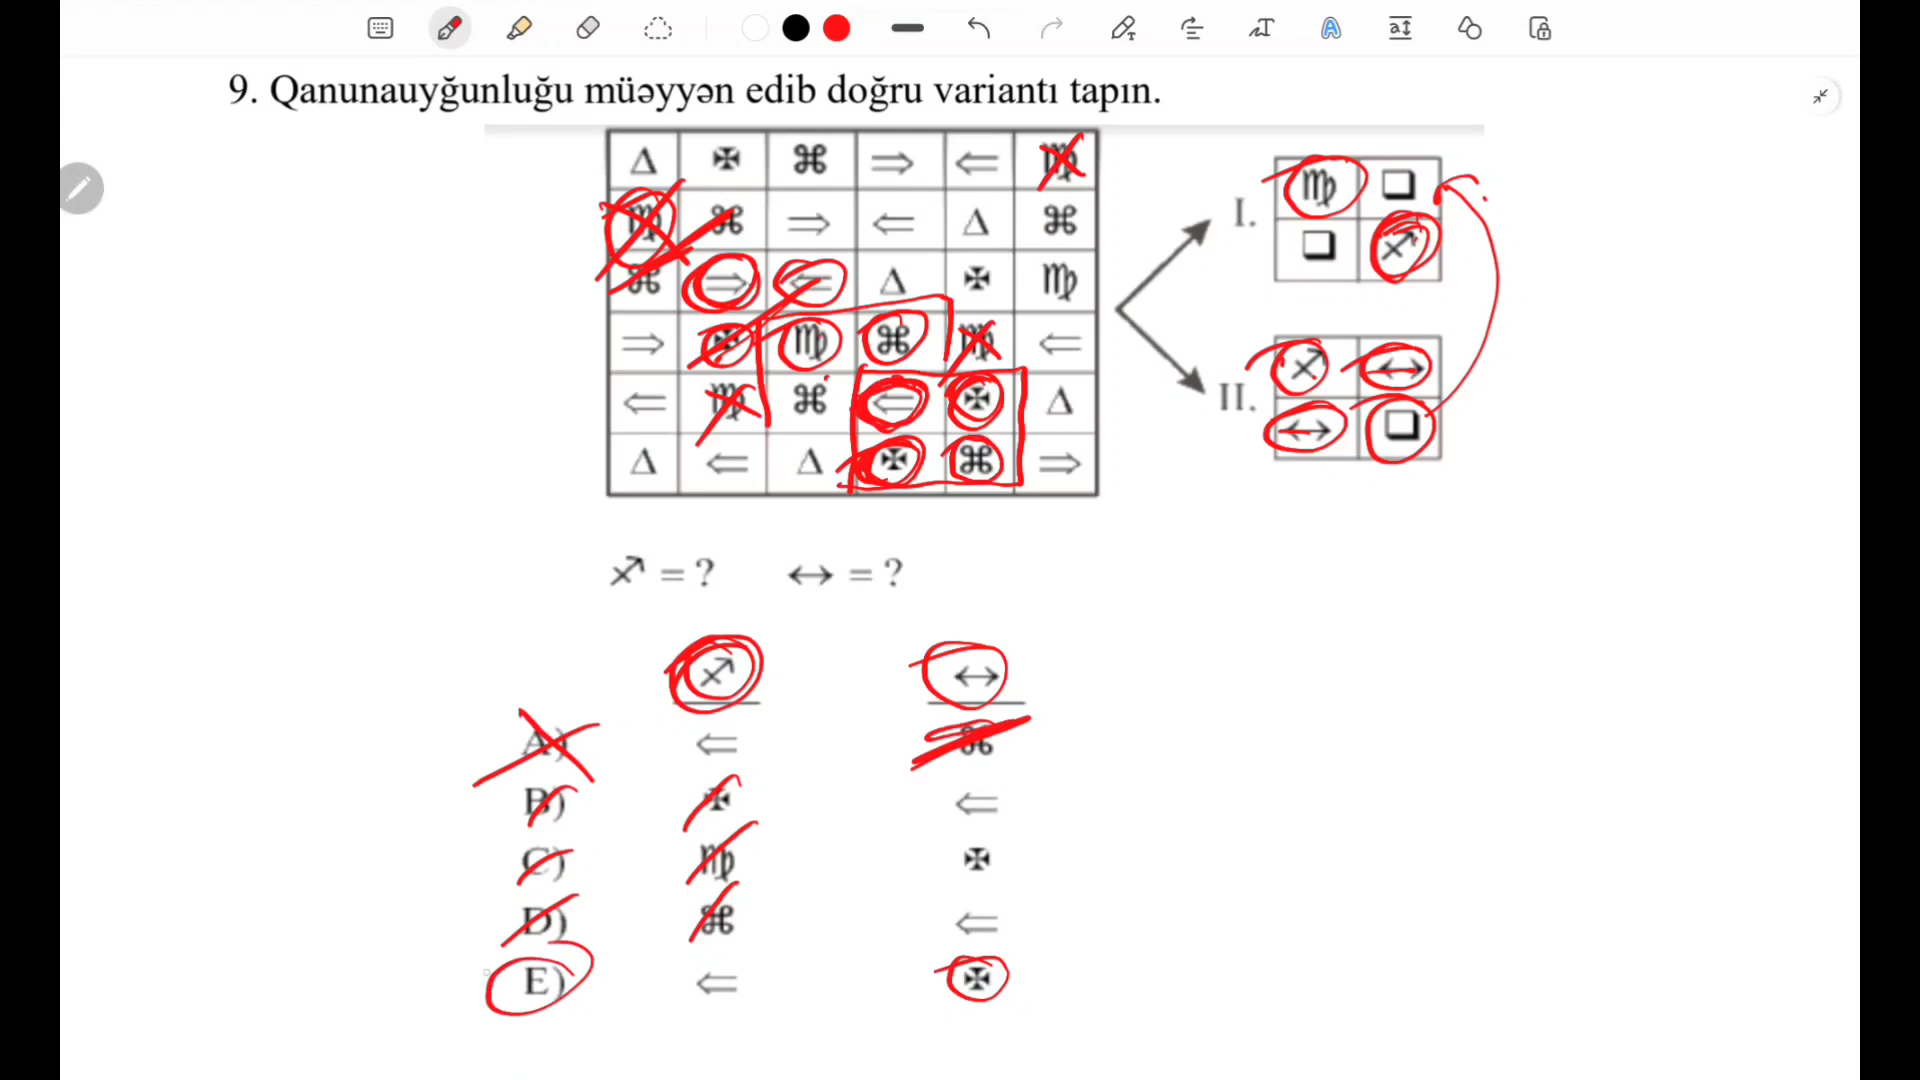 9. Qanunauyğunluğu müəyyən edib doğru variantı tapın.
Δ ✠ ⌘ ⇒ ⇐ ♍
♍ ⌘ ⇒ ⇐ Δ ⌘
⌘ ⇒ ⇐ Δ ✠ ♍
⇒ ✠ ♍ ⌘ ♍ ⇐
⇐ ♍ ⌘ ⇐ ✠ Δ
Δ ⇐ Δ ✠ ⌘ ⇒
I.
♍ ❑
❑ ♐
II.
♐ ↔
↔ ❑
♐ = ? ↔ = ?
♐ ↔
A) ⇐ ⌘
B) ✠ ⇐
C) ♍ ✠
D) ⌘ ⇐
E) ⇐ ✠